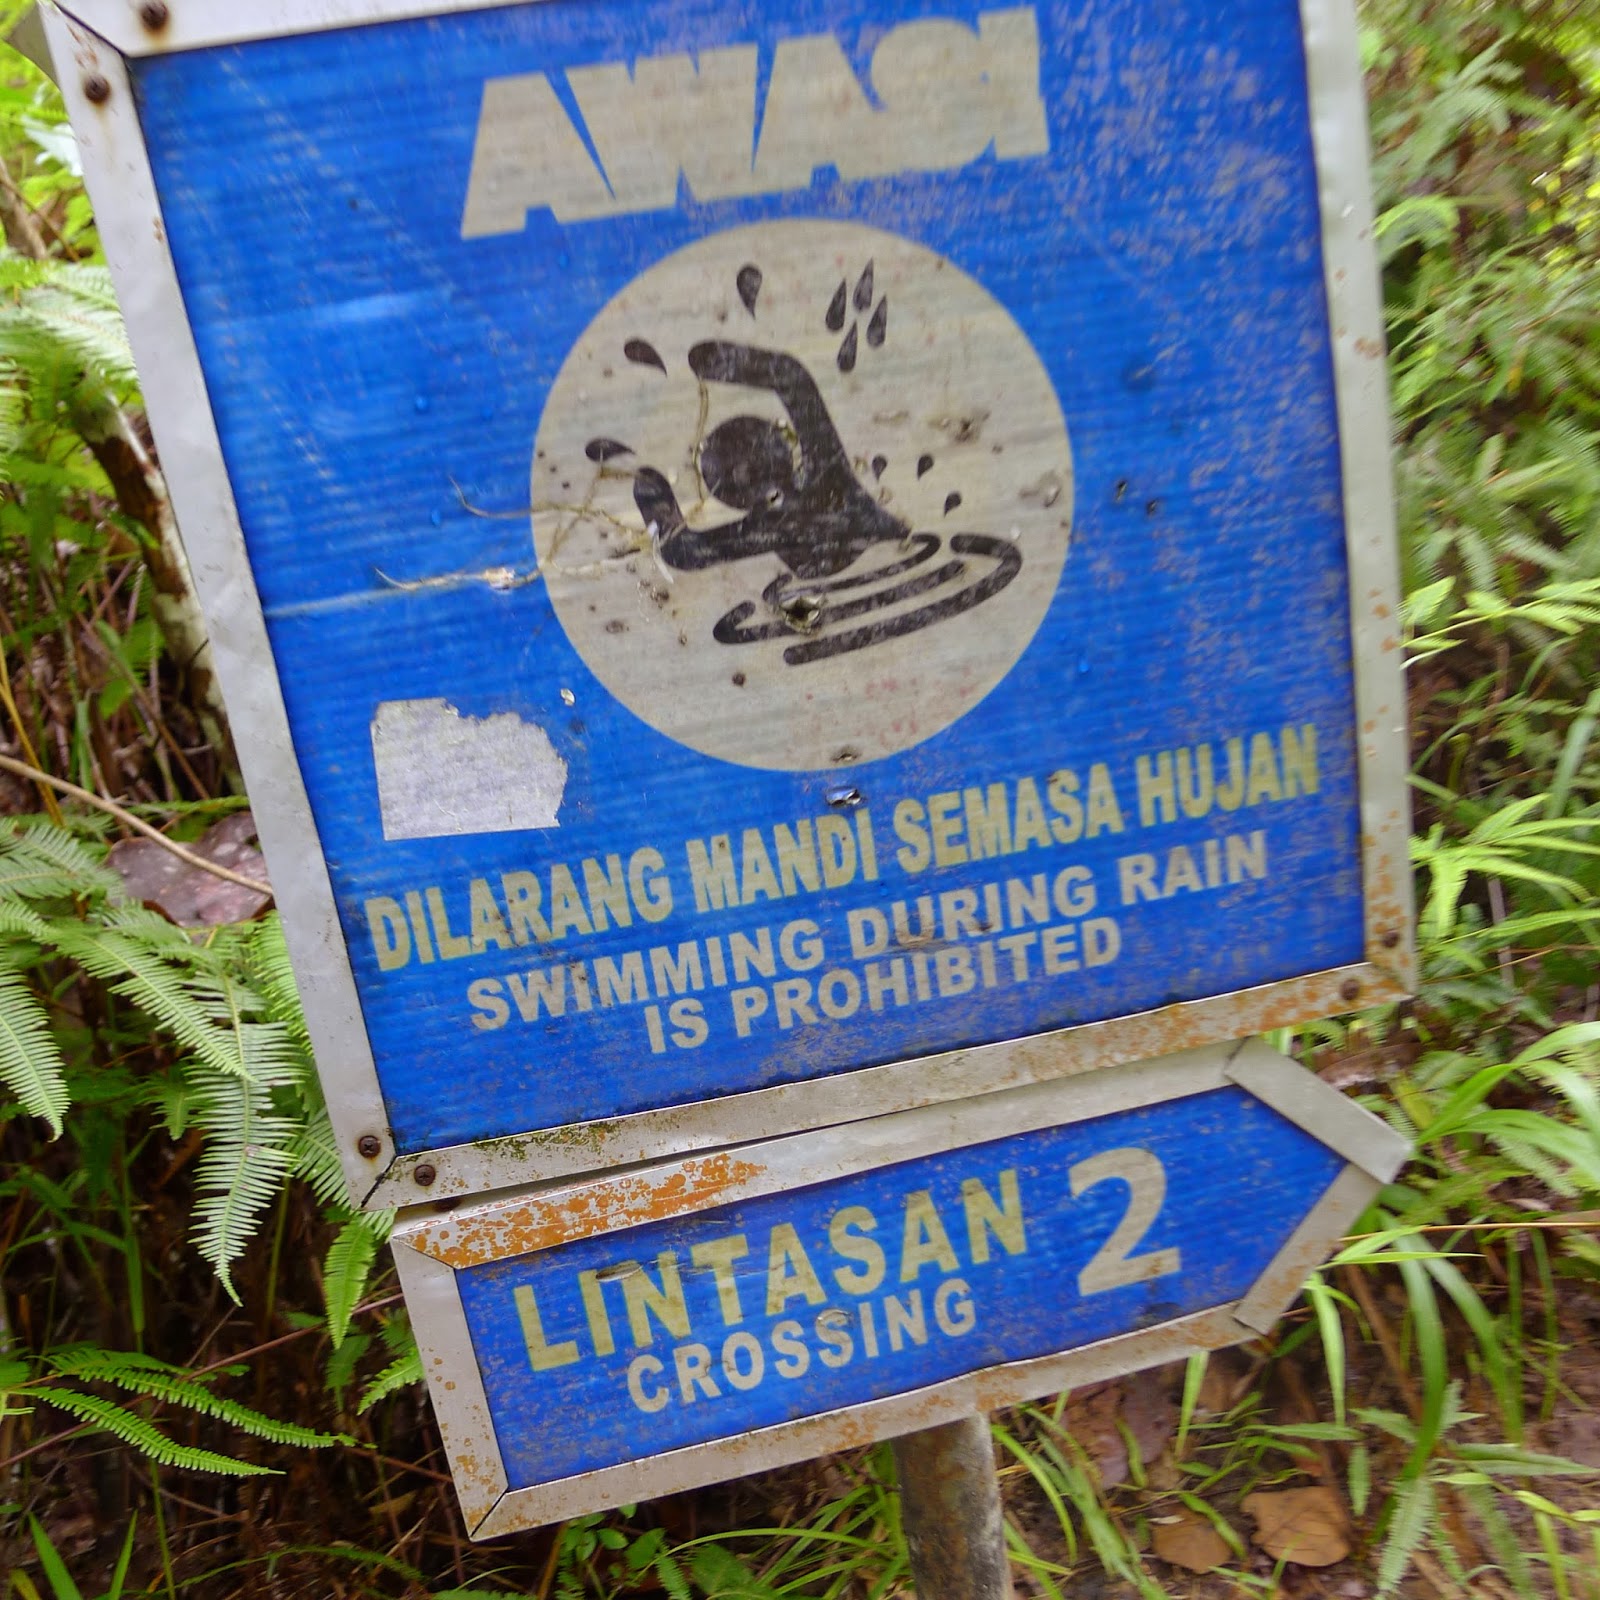 AWAS!
DILARANG MANDI SEMASA HUJAN
SWIMMING DURING RAIN
IS PROHIBITED
LINTASAN 2
CROSSING